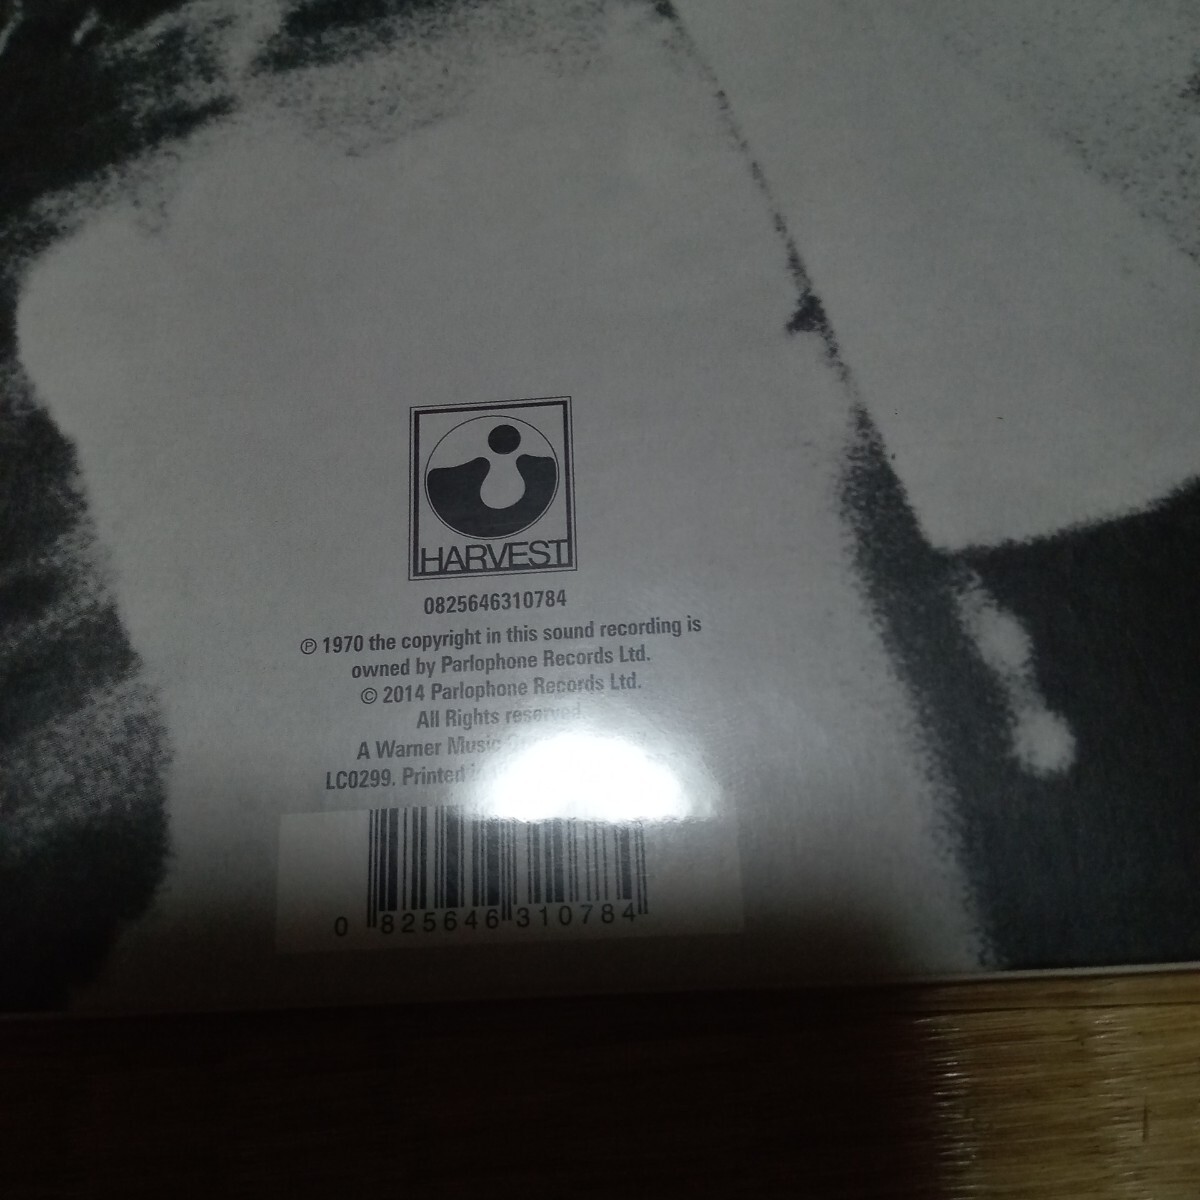 HARVEST
0825646310784
℗ 1970 the copyright in this sound recording is
owned by Parlophone Records Ltd.
© 2014 Parlophone Records Ltd.
All Rights reserved.
A Warner Music
LC0299. Printed
0 825646 310784